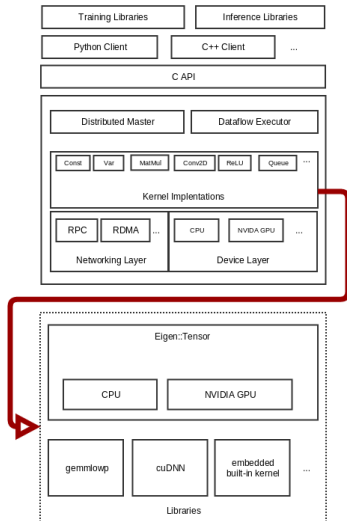 Training Libraries
Inference Libraries
Python Client
C++ Client
...
C API
Distributed Master
Dataflow Executor
Const
Var
MatMul
Conv2D
ReLU
Queue
...
Kernel Implentations
RPC
RDMA
...
CPU
NVIDIA GPU
...
Networking Layer
Device Layer
Eigen::Tensor
CPU
NVIDIA GPU
gemmlowp
cuDNN
embedded
built-in kernel
...
Libraries